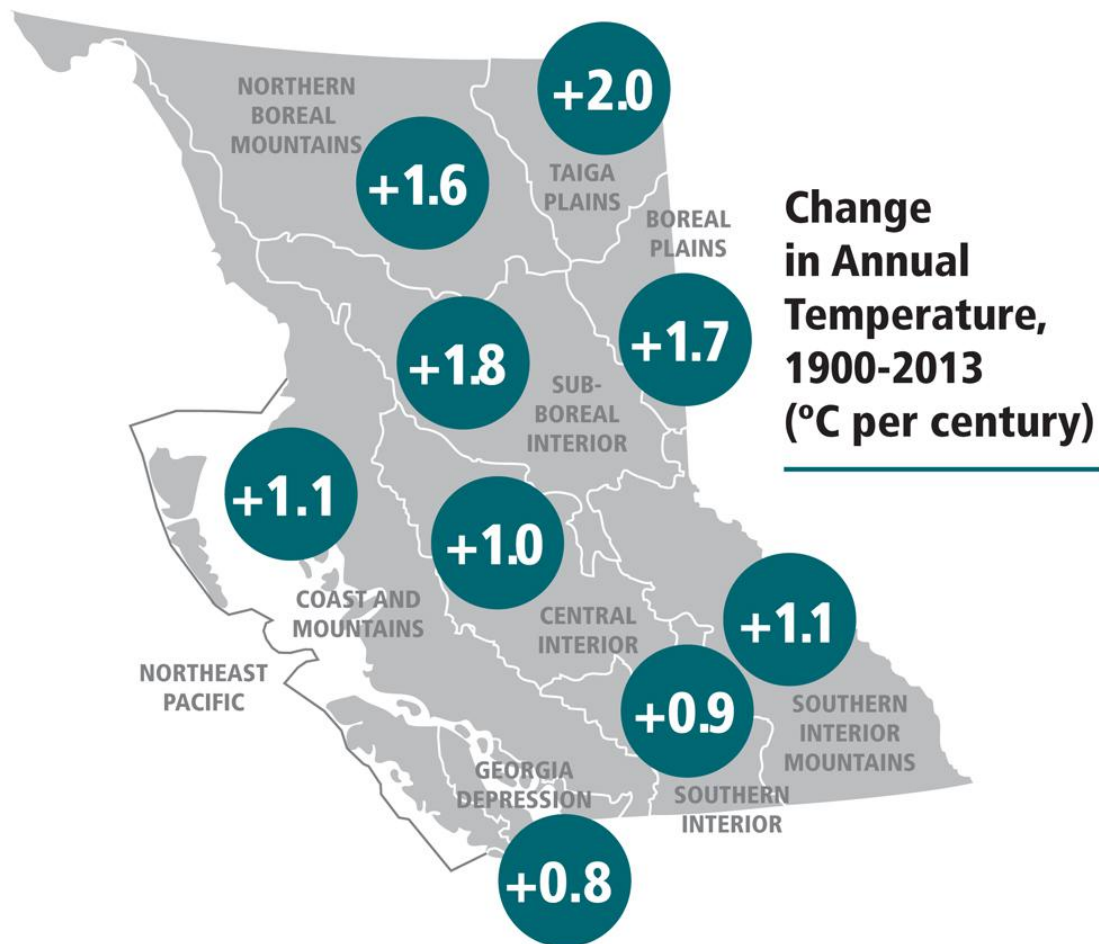 +2.0
NORTHERN
BOREAL
MOUNTAINS
+1.6
TAIGA
PLAINS
BOREAL
PLAINS
Change
in Annual
Temperature,
1900-2013
(ºC per century)
+1.7
+1.8
SUB-
BOREAL
INTERIOR
+1.1
+1.0
COAST AND
MOUNTAINS
CENTRAL
INTERIOR
+1.1
NORTHEAST
PACIFIC
+0.9
SOUTHERN
INTERIOR
MOUNTAINS
GEORGIA
DEPRESSION
SOUTHERN
INTERIOR
+0.8